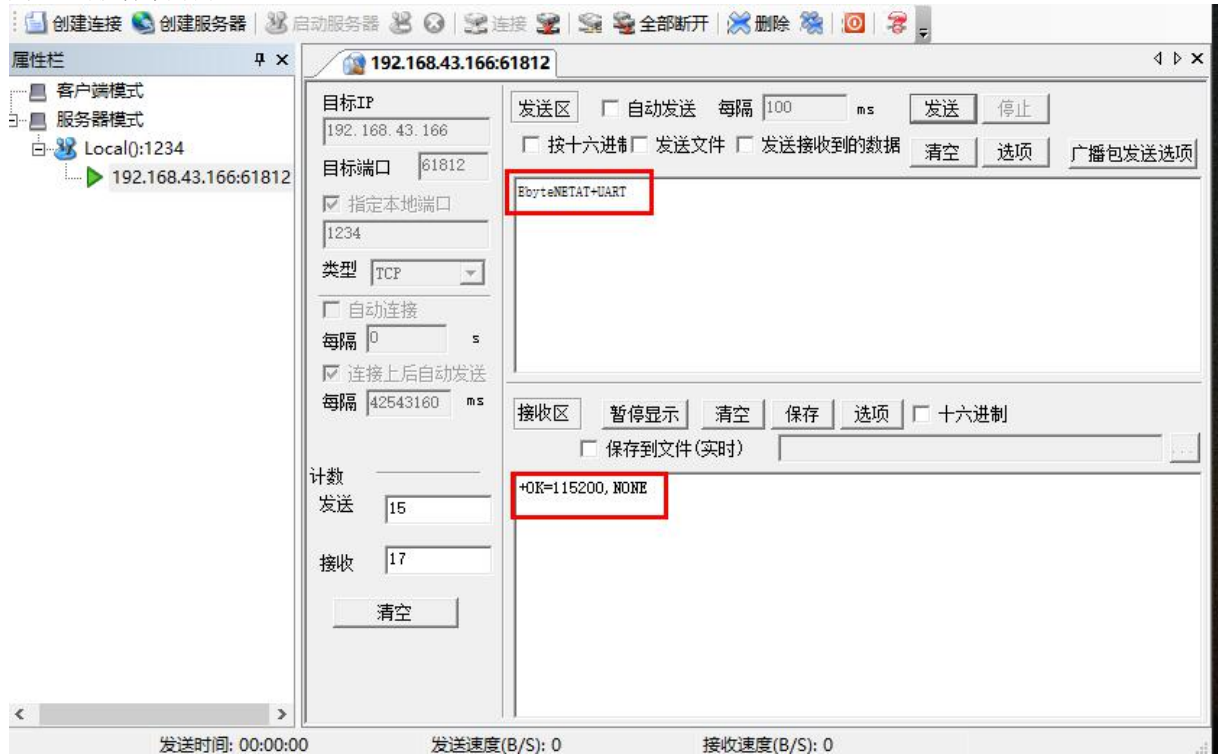 创建连接 创建服务器 启动服务器 连接 全部断开 删除
属性栏
客户端模式
服务器模式
Local():1234
192.168.43.166:61812
192.168.43.166:61812
目标IP
192.168.43.166
目标端口 61812
指定本地端口
1234
类型 TCP
自动连接
每隔 0 s
连接上后自动发送
每隔 42543160 ms
计数
发送 15
接收 17
清空
发送区 自动发送 每隔 100 ms 发送 停止
按十六进制 发送文件 发送接收到的数据 清空 选项 广播包发送选项
EbyteNETAT+UART
接收区 暂停显示 清空 保存 选项 十六进制
保存到文件(实时) ...
+OK=115200,NONE
发送时间: 00:00:00 发送速度(B/S): 0 接收速度(B/S): 0